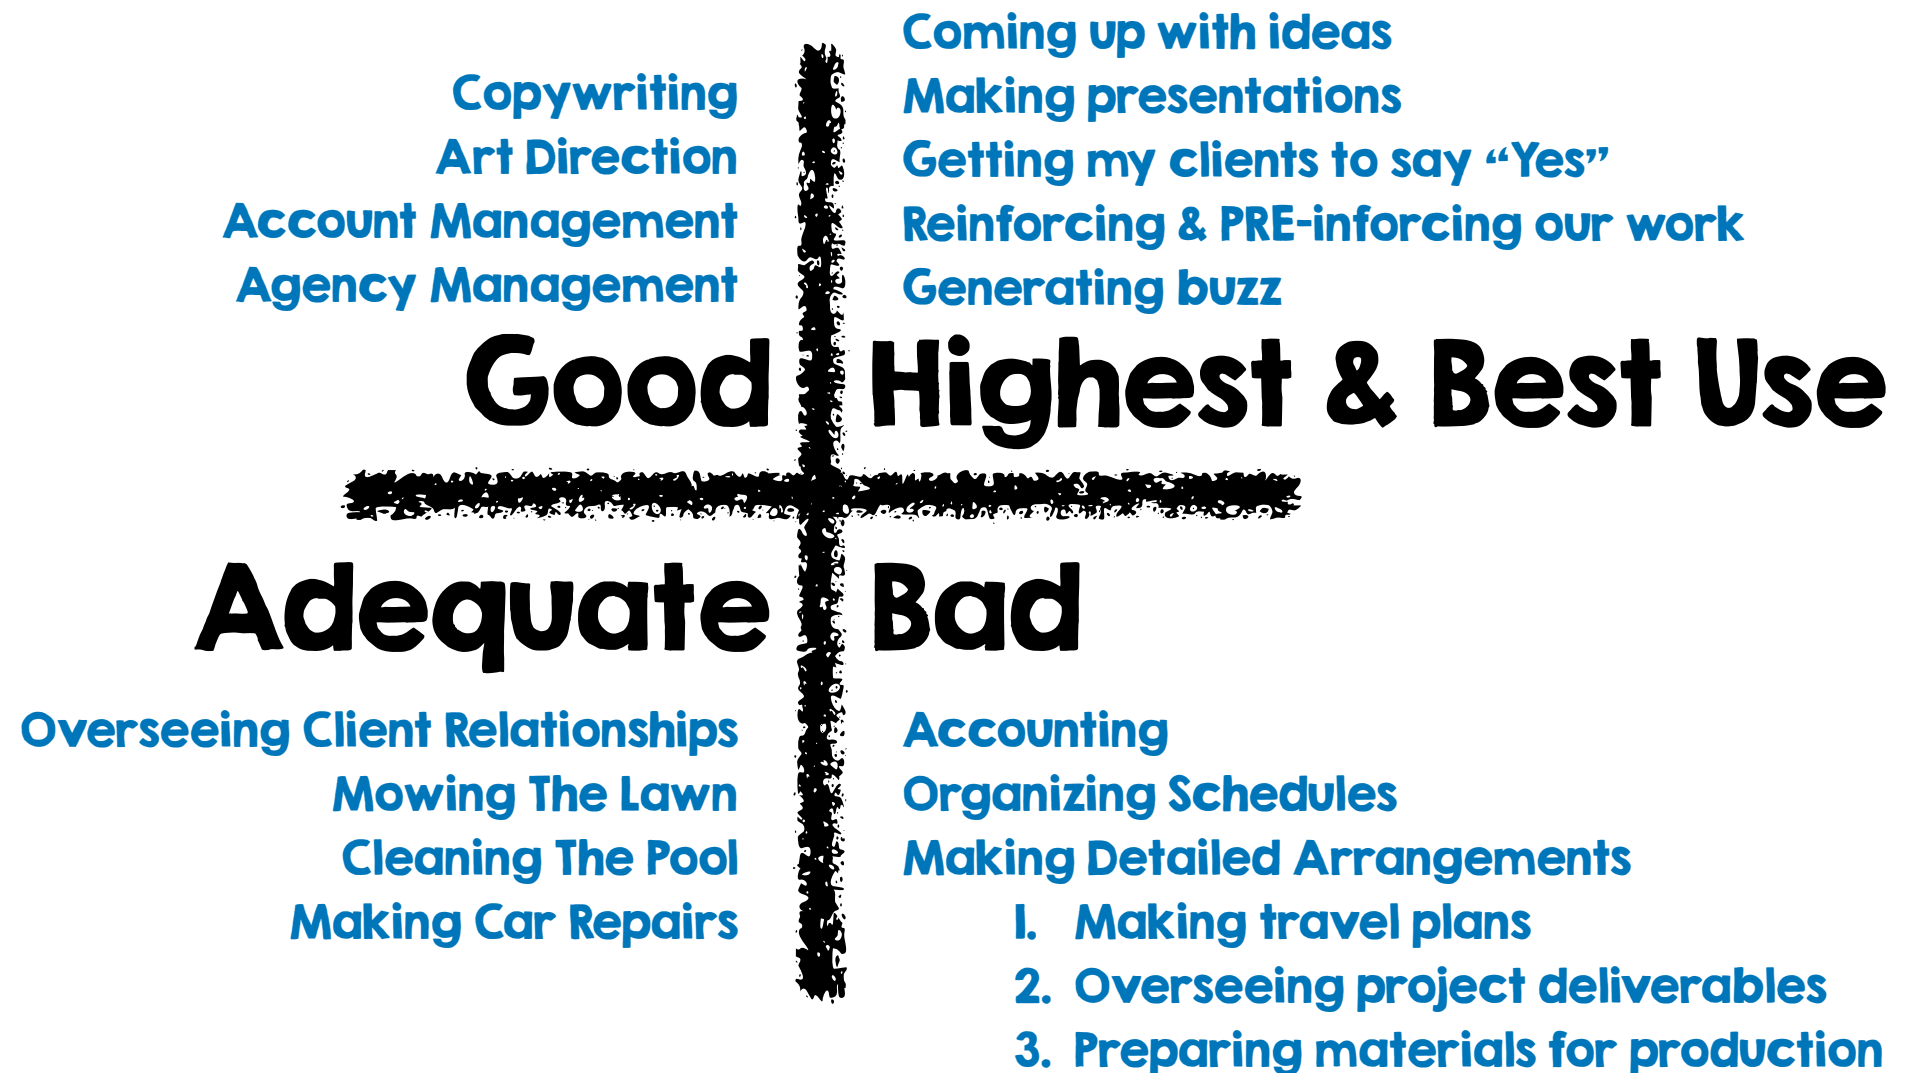 Copywriting
Art Direction
Account Management
Agency Management
Good
Coming up with ideas
Making presentations
Getting my clients to say “Yes”
Reinforcing & PRE-inforcing our work
Generating buzz
Highest & Best Use
Adequate
Overseeing Client Relationships
Mowing The Lawn
Cleaning The Pool
Making Car Repairs
Bad
Accounting
Organizing Schedules
Making Detailed Arrangements
1. Making travel plans
2. Overseeing project deliverables
3. Preparing materials for production